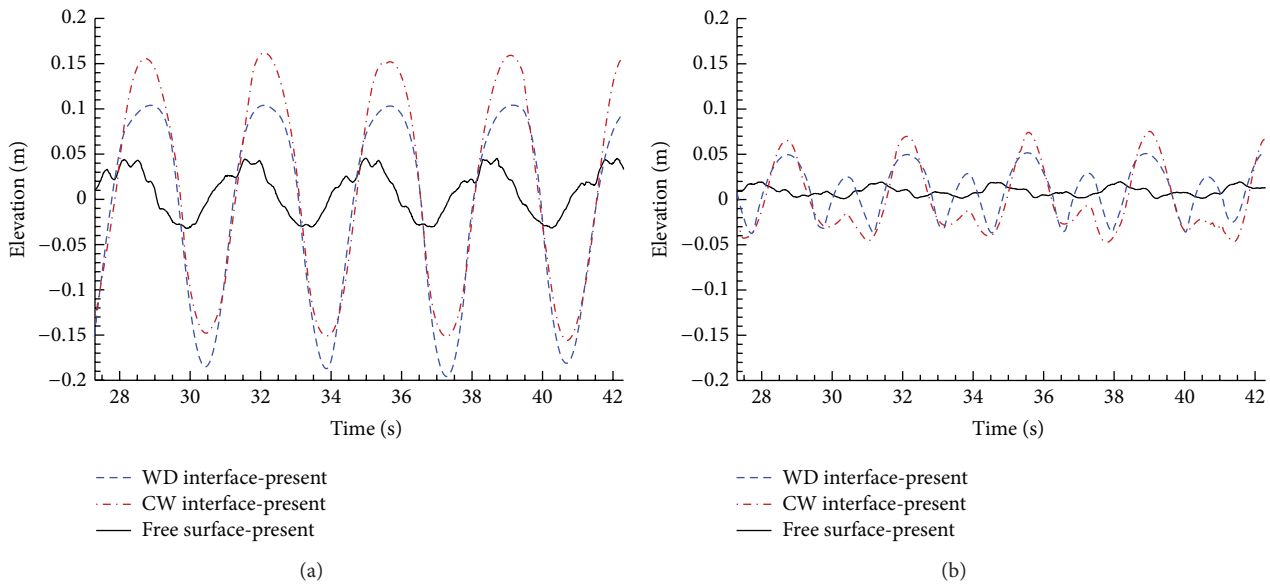 0.2
0.15
0.1
0.05
0
−0.05
−0.1
−0.15
−0.2
Elevation (m)
28 30 32 34 36 38 40 42
Time (s)
WD interface-present
CW interface-present
Free surface-present
(a)
0.2
0.15
0.1
0.05
0
−0.05
−0.1
−0.15
−0.2
Elevation (m)
28 30 32 34 36 38 40 42
Time (s)
WD interface-present
CW interface-present
Free surface-present
(b)